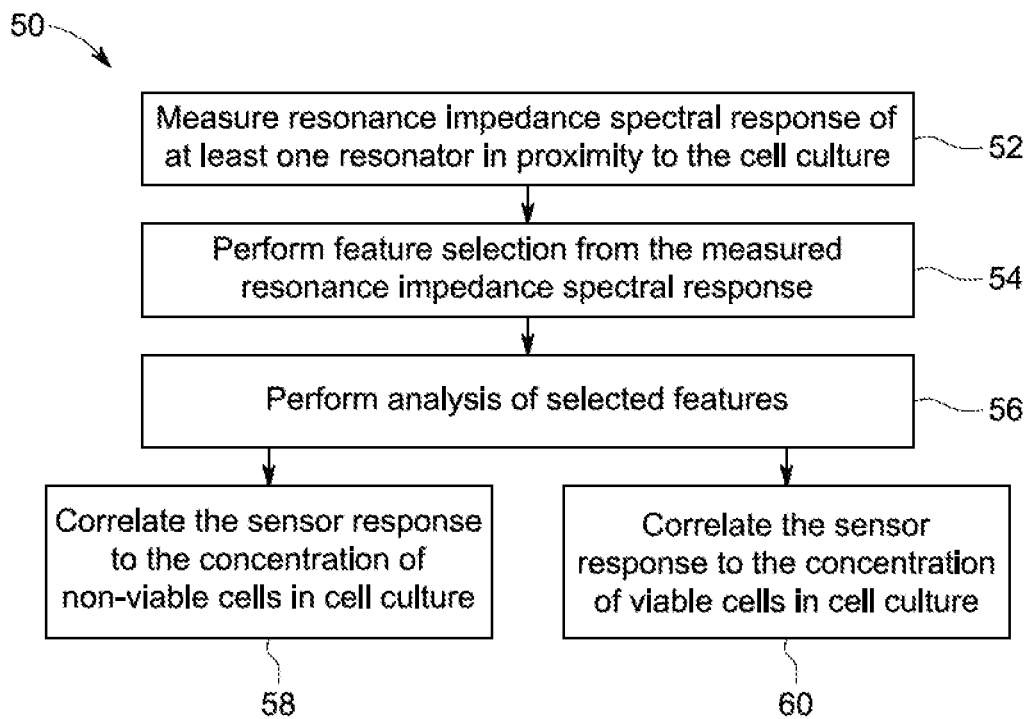 50
Measure resonance impedance spectral response of
at least one resonator in proximity to the cell culture
52
Perform feature selection from the measured
resonance impedance spectral response
54
Perform analysis of selected features
56
Correlate the sensor response
to the concentration of
non-viable cells in cell culture
58
Correlate the sensor
response to the concentration
of viable cells in cell culture
60